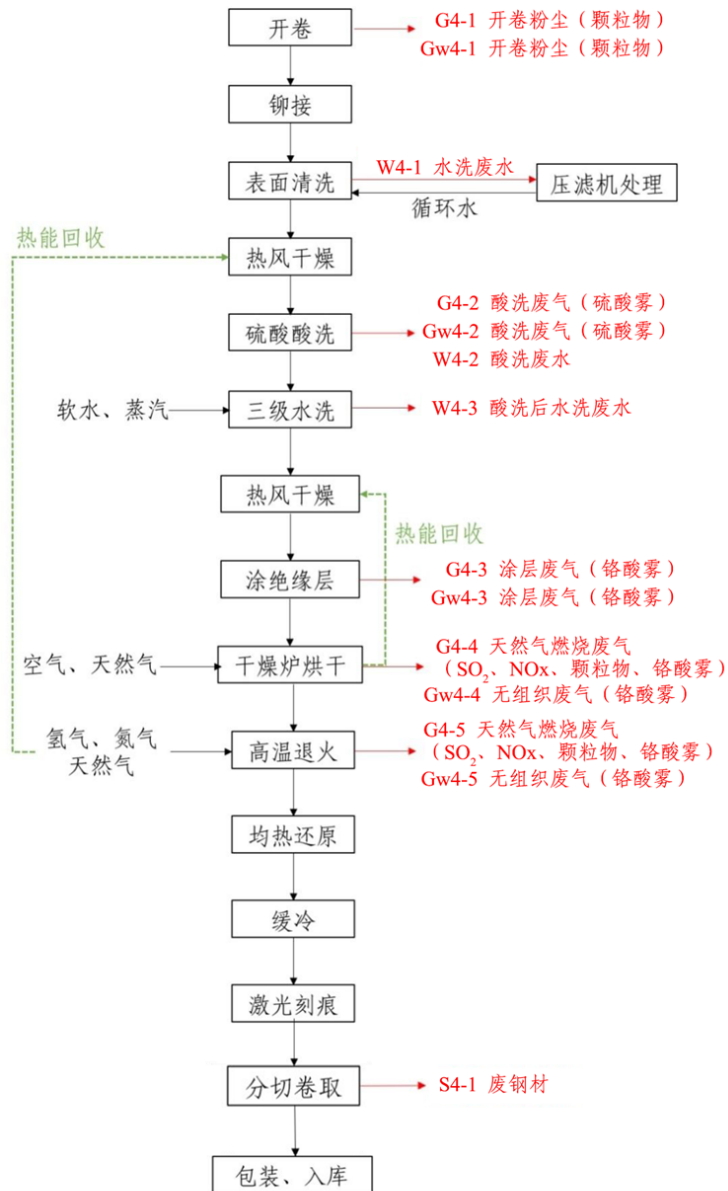 开卷
G4-1 开卷粉尘（颗粒物）
Gw4-1 开卷粉尘（颗粒物）
铆接
表面清洗
W4-1 水洗废水
循环水
压滤机处理
热能回收
热风干燥
硫酸酸洗
G4-2 酸洗废气（硫酸雾）
Gw4-2 酸洗废气（硫酸雾）
W4-2 酸洗废水
软水、蒸汽
三级水洗
W4-3 酸洗后水洗废水
热风干燥
热能回收
涂绝缘层
G4-3 涂层废气（铬酸雾）
Gw4-3 涂层废气（铬酸雾）
空气、天然气
干燥炉烘干
G4-4 天然气燃烧废气
（SO₂、NOx、颗粒物、铬酸雾）
Gw4-4 无组织废气（铬酸雾）
氢气、氮气
天然气
高温退火
G4-5 天然气燃烧废气
（SO₂、NOx、颗粒物、铬酸雾）
Gw4-5 无组织废气（铬酸雾）
均热还原
缓冷
激光刻痕
分切卷取
S4-1 废钢材
包装、入库